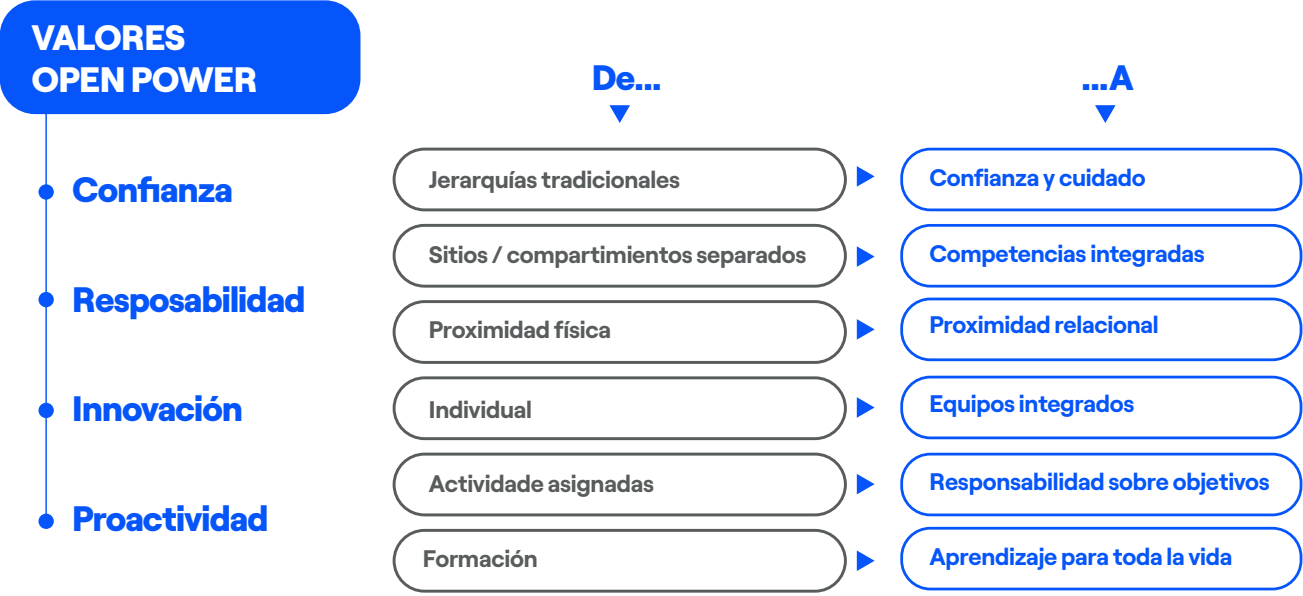 VALORES
OPEN POWER
Confianza
Resposabilidad
Innovación
Proactividad
De...
...A
Jerarquías tradicionales
Confianza y cuidado
Sitios / compartimientos separados
Competencias integradas
Proximidad física
Proximidad relacional
Individual
Equipos integrados
Actividade asignadas
Responsabilidad sobre objetivos
Formación
Aprendizaje para toda la vida